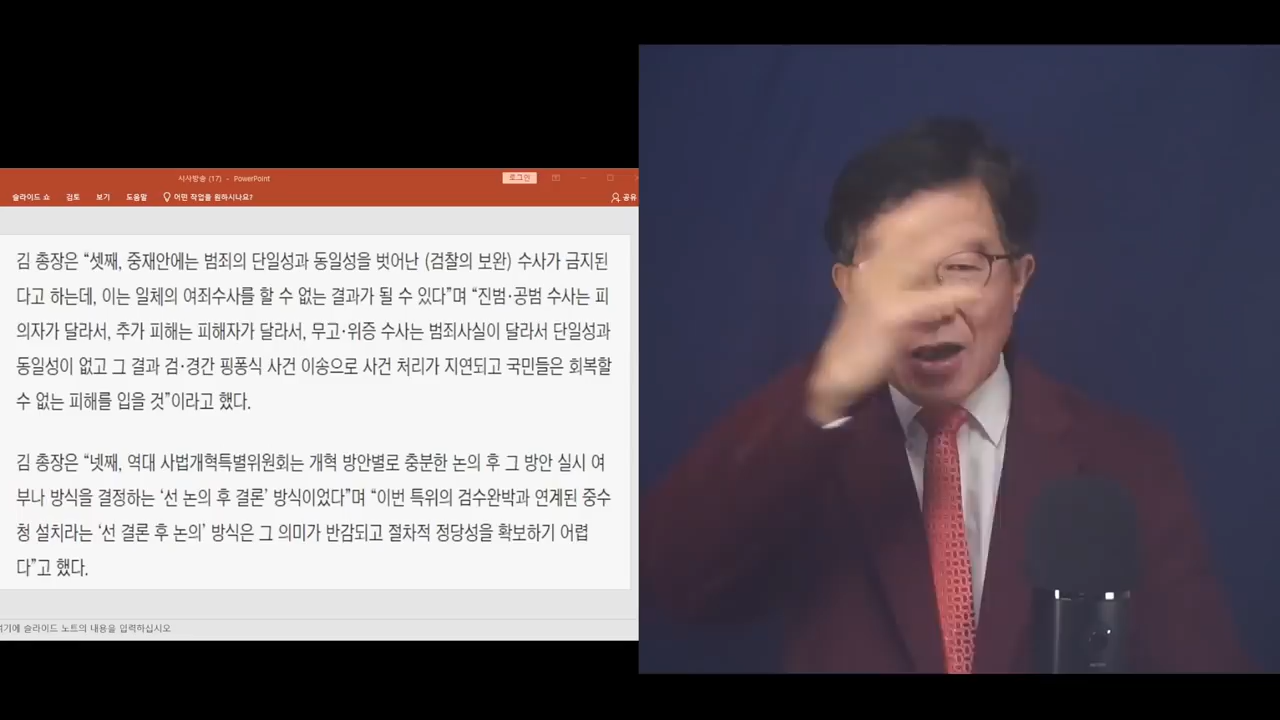 시사방송 (17) - PowerPoint
로그인
슬라이드 쇼 검토 보기 도움말 어떤 작업을 원하시나요? 공유
김 총장은 “셋째, 중재안에는 범죄의 단일성과 동일성을 벗어난 (검찰의 보완) 수사가 금지된
다고 하는데, 이는 일체의 여죄수사를 할 수 없는 결과가 될 수 있다”며 “진범·공범 수사는 피
의자가 달라서, 추가 피해는 피해자가 달라서, 무고·위증 수사는 범죄사실이 달라서 단일성과
동일성이 없고 그 결과 검·경간 핑퐁식 사건 이송으로 사건 처리가 지연되고 국민들은 회복할
수 없는 피해를 입을 것”이라고 했다.
김 총장은 “넷째, 역대 사법개혁특별위원회는 개혁 방안별로 충분한 논의 후 그 방안 실시 여
부나 방식을 결정하는 ‘선 논의 후 결론’ 방식이었다”며 “이번 특위의 검수완박과 연계된 중수
청 설치라는 ‘선 결론 후 논의’ 방식은 그 의미가 반감되고 절차적 정당성을 확보하기 어렵
다”고 했다.
여기에 슬라이드 노트의 내용을 입력하십시오